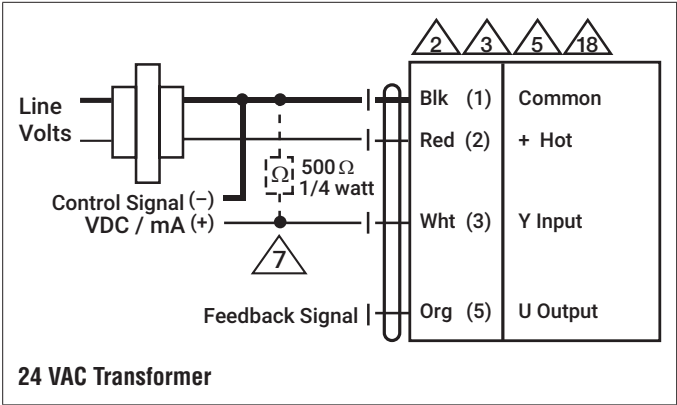 2 3 5 18
Line
Volts
Blk (1) Common
Red (2) + Hot
Ω 500 Ω
1/4 watt
Control Signal (–)
VDC / mA (+)
Wht (3) Y Input
7
Feedback Signal
Org (5) U Output
24 VAC Transformer